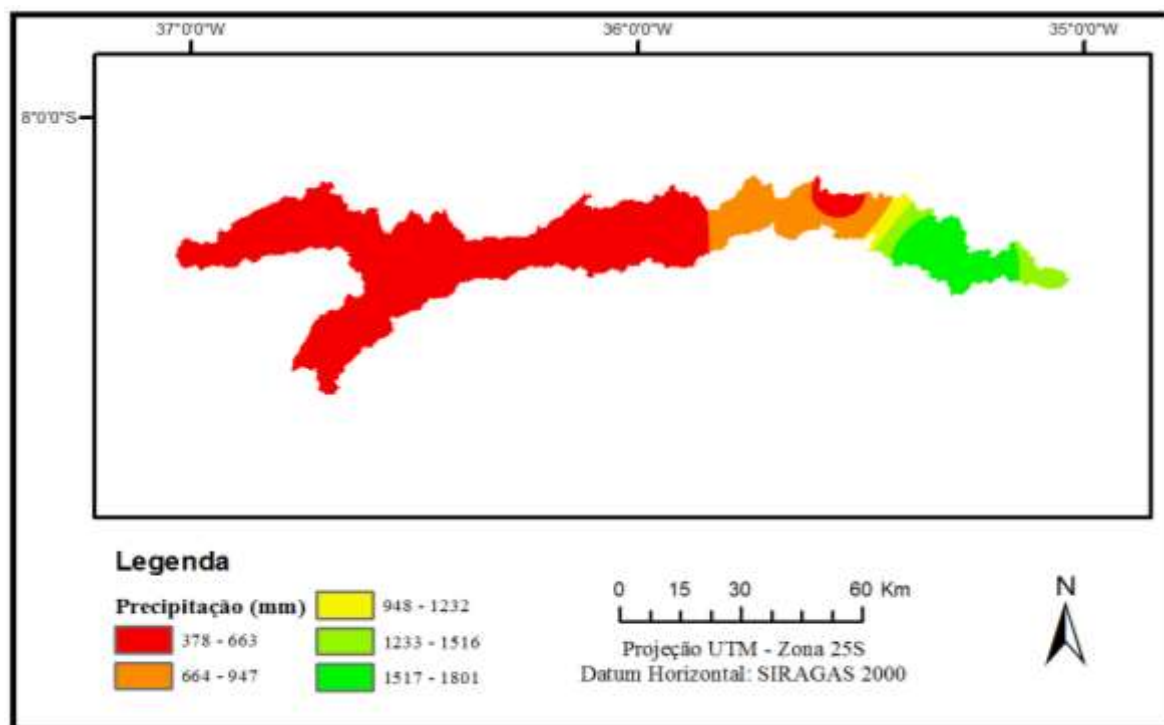 37°0'0"W
36°0'0"W
35°0'0"W
8°0'0"S
Legenda
Precipitação (mm)
378 - 663
664 - 947
948 - 1232
1233 - 1516
1517 - 1801
0 15 30 60 Km
Projeção UTM - Zona 25S
Datum Horizontal: SIRAGAS 2000
N